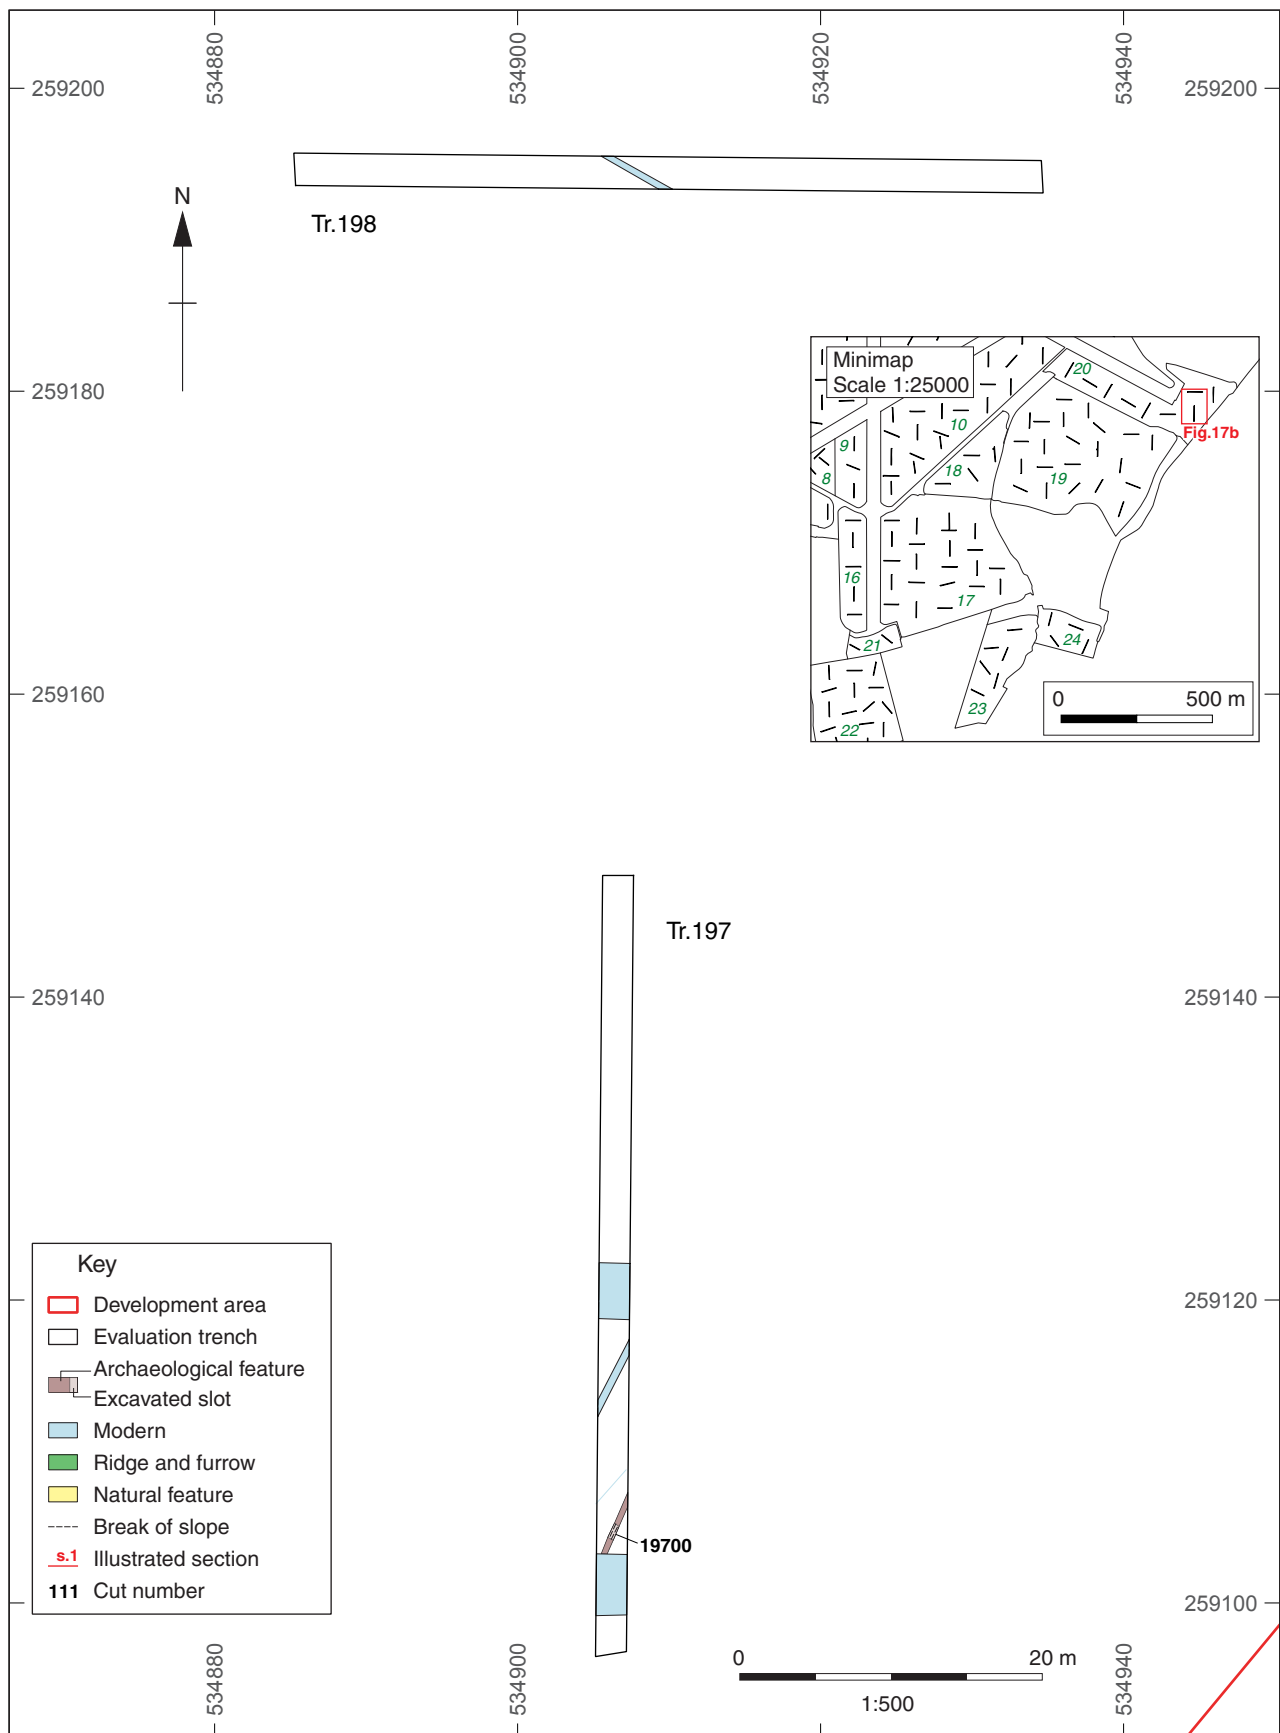 534880
534900
534920
534940
259200
259200
N
Tr.198
259180
Minimap
Scale 1:25000
20
Fig.17b
10
9
8
18
19
16
17
21
24
23
22
0 500 m
259160
Tr.197
259140
259140
Key
Development area
Evaluation trench
Archaeological feature
Excavated slot
Modern
Ridge and furrow
Natural feature
Break of slope
s.1 Illustrated section
111 Cut number
259120
19700
259100
0 20 m
1:500
534880
534900
534940